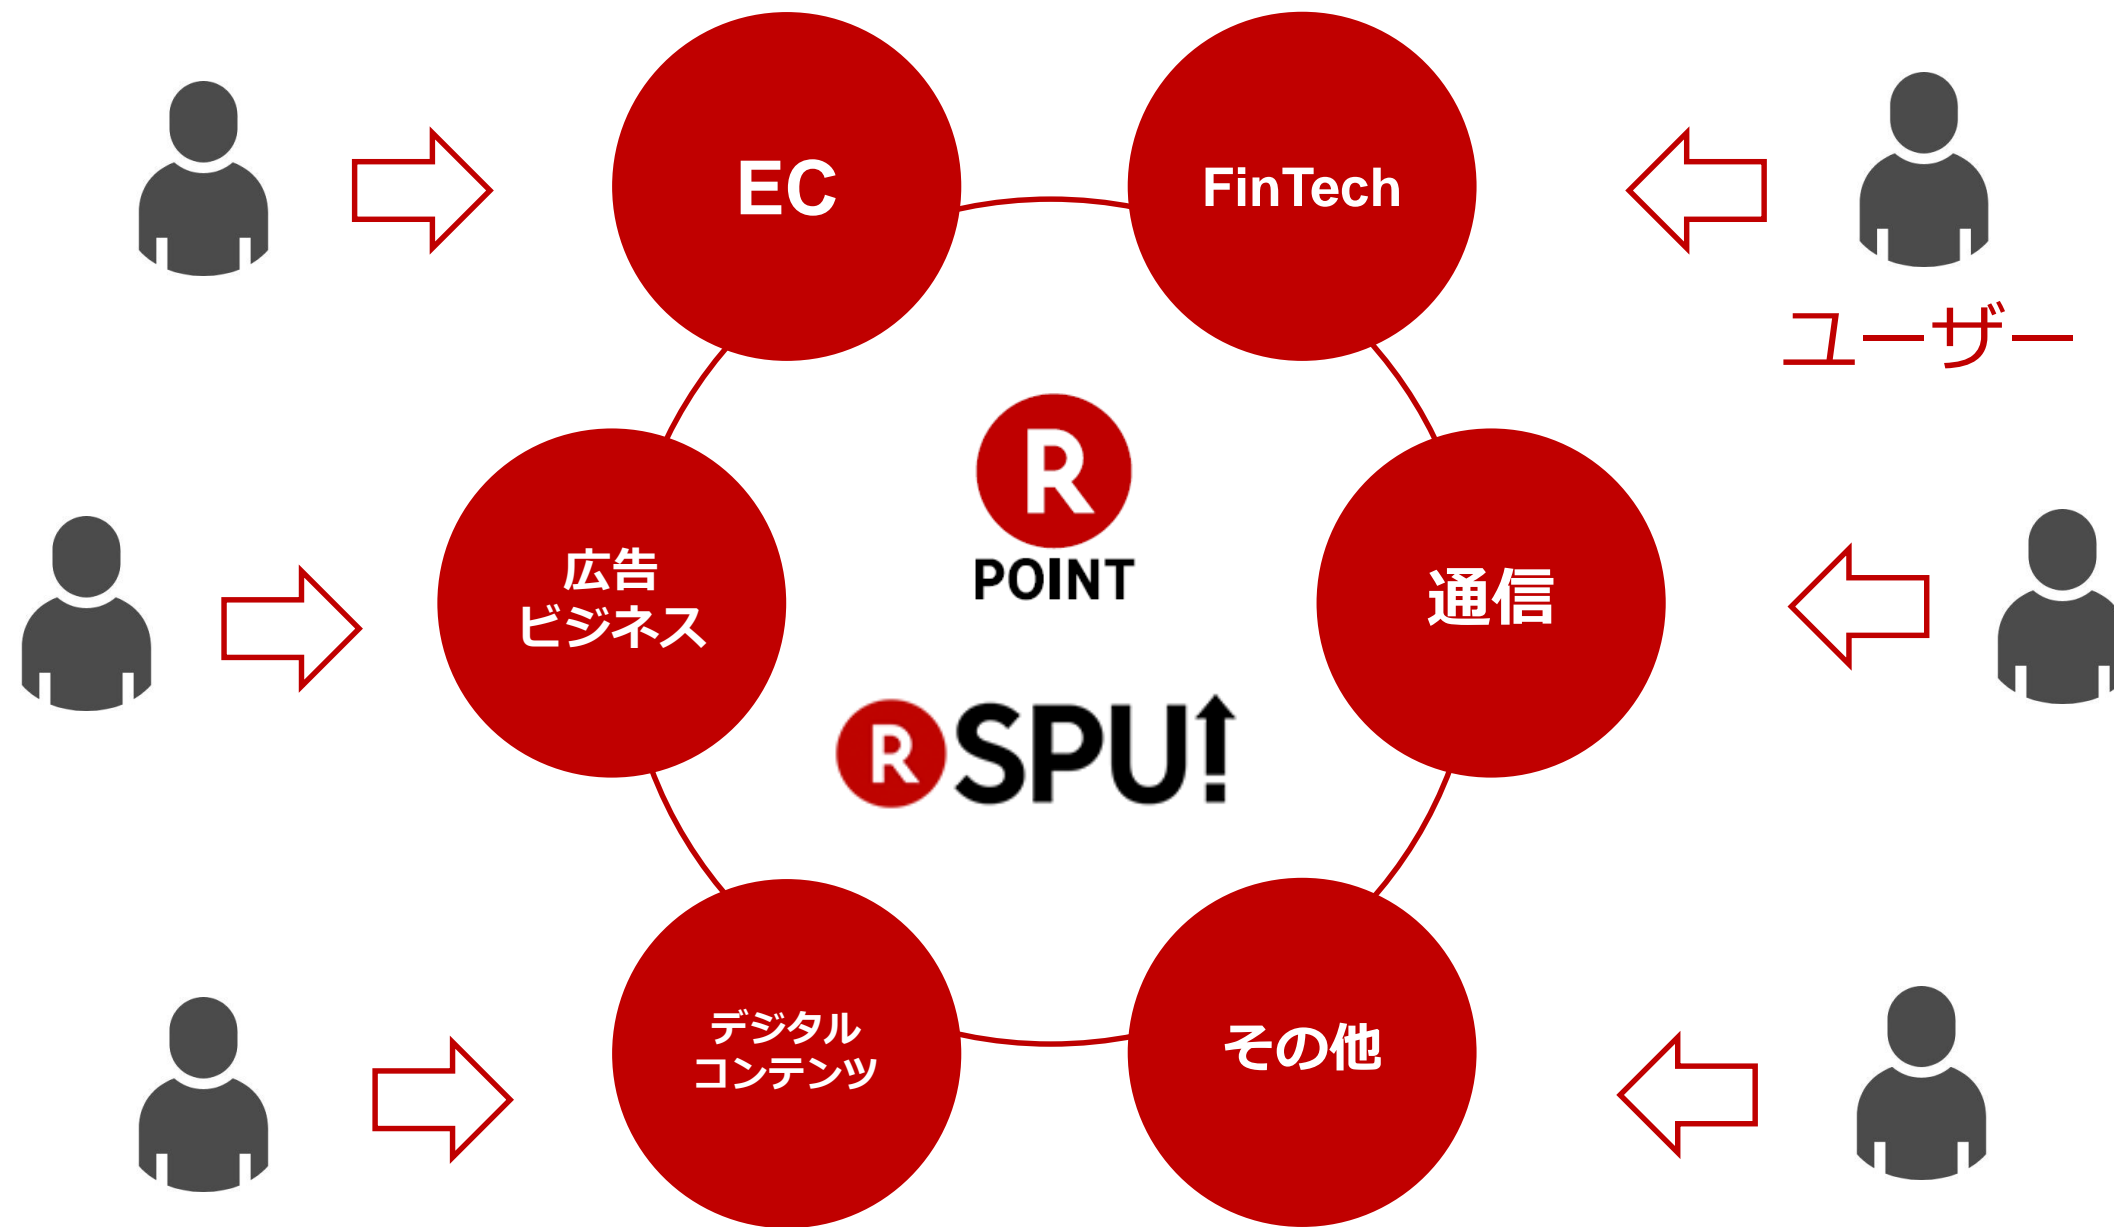 EC
FinTech
ユーザー
R
POINT
広告
ビジネス
通信
R SPU!
デジタル
コンテンツ
その他